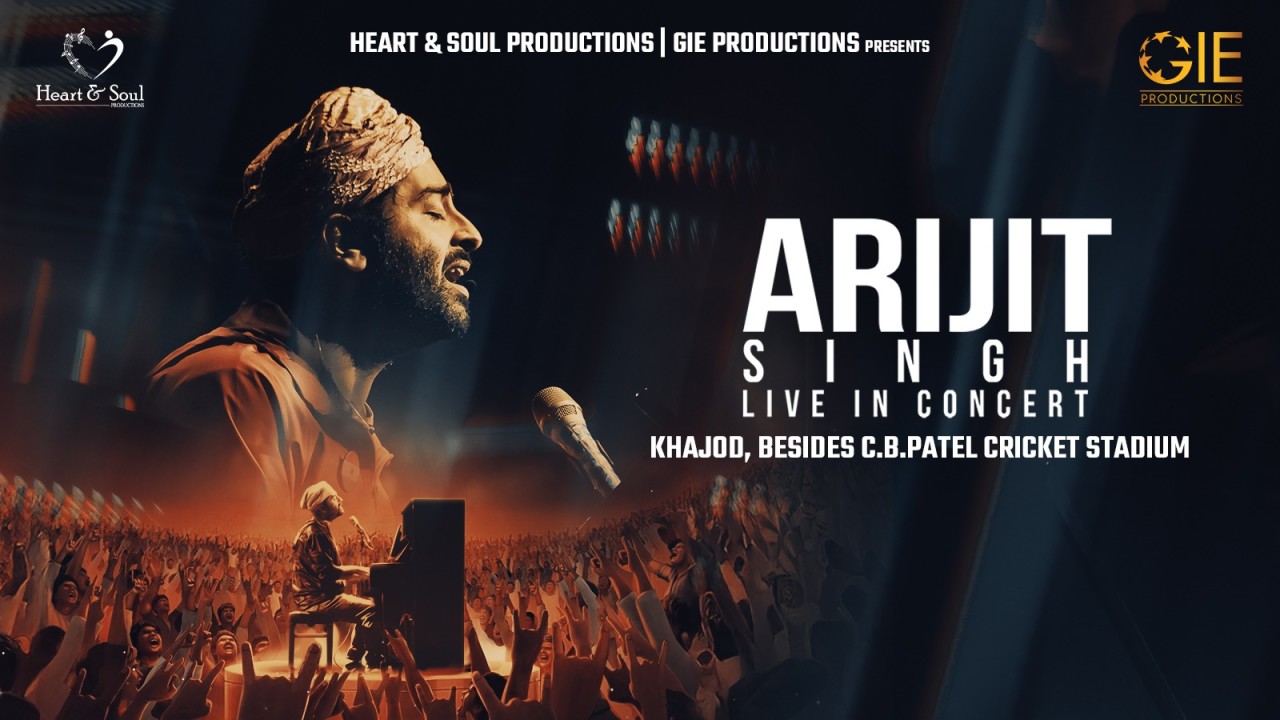 HEART & SOUL PRODUCTIONS | GIE PRODUCTIONS PRESENTS
Heart & Soul
PRODUCTIONS
GIE
PRODUCTIONS
ARIJIT
SINGH
LIVE IN CONCERT
KHAJOD, BESIDES C.B.PATEL CRICKET STADIUM